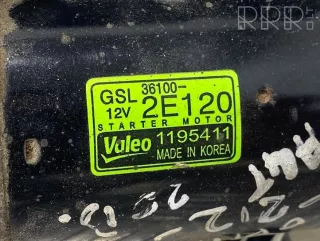 RRR
GSL 36100-
12V 2E120
STARTER MOTOR
Valeo 1195411
MADE IN KOREA